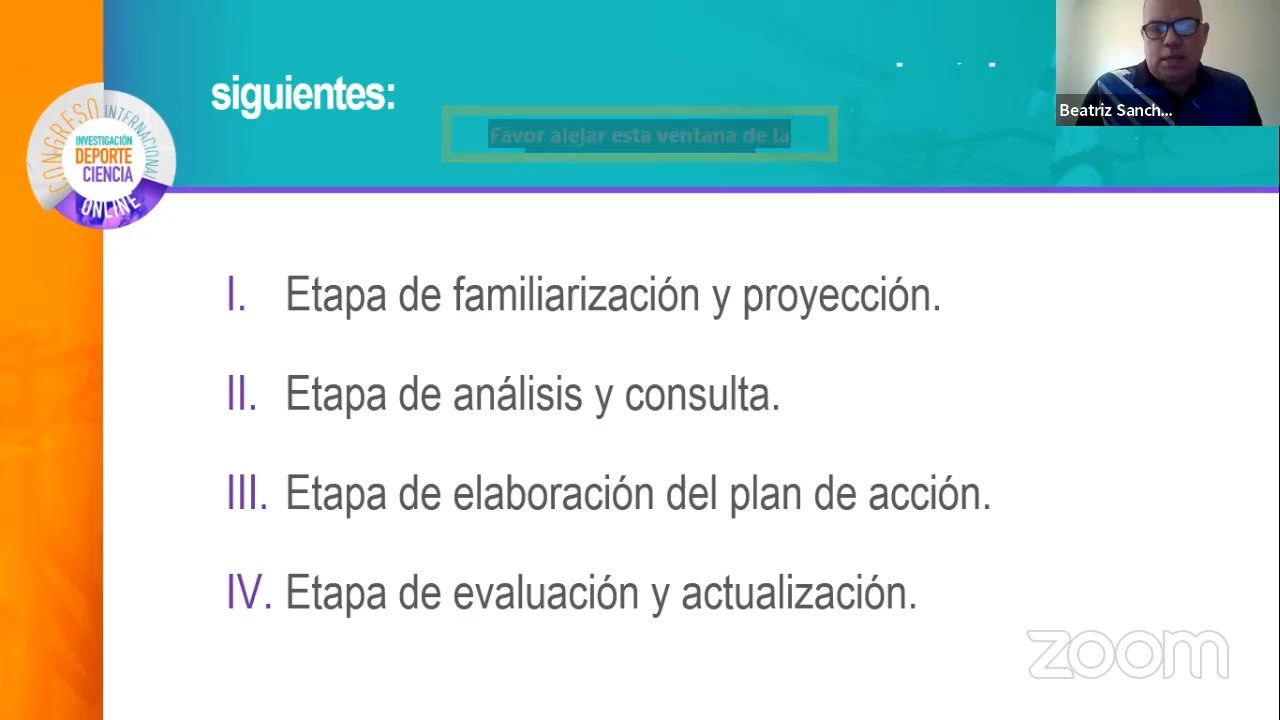 siguientes:
Favor alejar esta ventana de la
Beatriz Sanch...
CONGRESO INTERNACIONAL
INVESTIGACIÓN
DEPORTE
CIENCIA
ONLINE
I. Etapa de familiarización y proyección.
II. Etapa de análisis y consulta.
III. Etapa de elaboración del plan de acción.
IV. Etapa de evaluación y actualización.
zoom